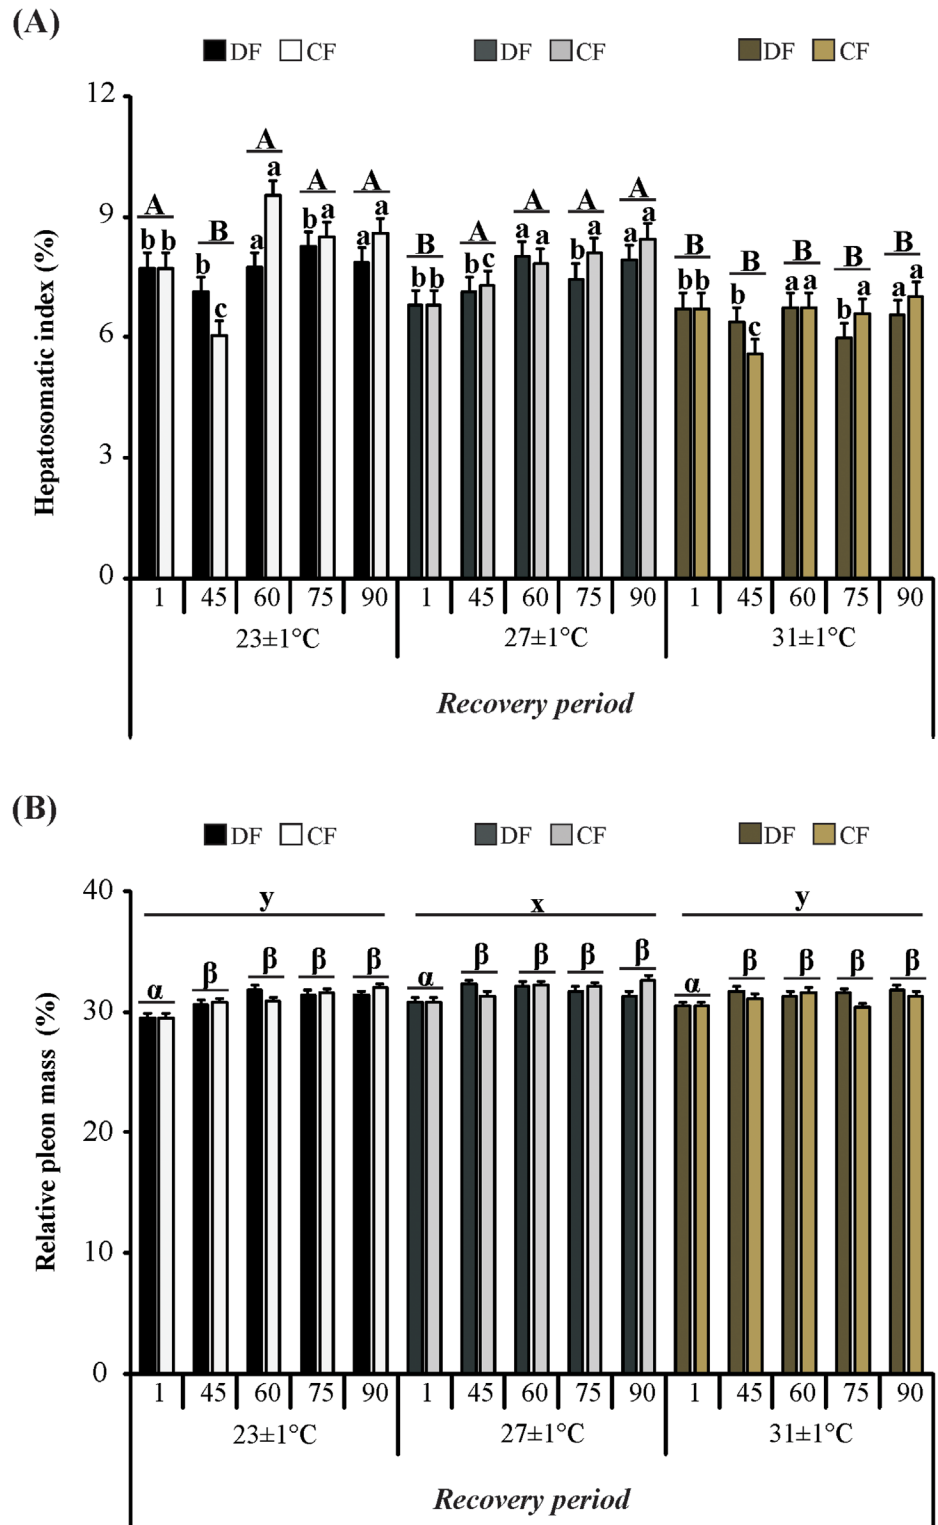 (A)
DF CF DF CF DF CF
Hepatosomatic index (%)
12
9
6
3
0
A B A A A B A A A A B B B B B
b b b c a a b a a a b b b c a a b a a a b b b c a a b a a a
1 45 60 75 90 1 45 60 75 90 1 45 60 75 90
23±1°C 27±1°C 31±1°C
Recovery period
(B)
DF CF DF CF DF CF
Relative pleon mass (%)
40
30
20
10
0
y x y
α β β β β α β β β β α β β β β
1 45 60 75 90 1 45 60 75 90 1 45 60 75 90
23±1°C 27±1°C 31±1°C
Recovery period